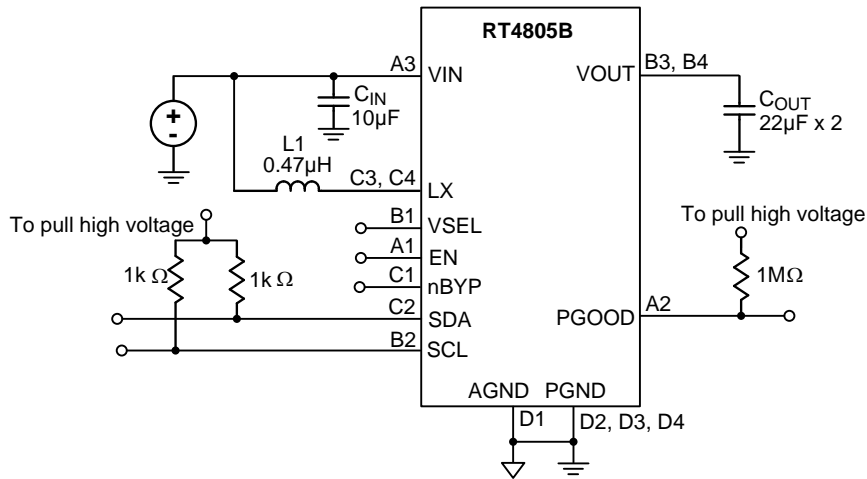 RT4805B
A3
VIN
VOUT
B3, B4
CIN
10µF
COUT
22µF x 2
+
-
L1
0.47µH
C3, C4
LX
To pull high voltage
B1
VSEL
A1
EN
C1
nBYP
1k Ω
1k Ω
C2
SDA
B2
SCL
To pull high voltage
1MΩ
PGOOD
A2
AGND
PGND
D1
D2, D3, D4